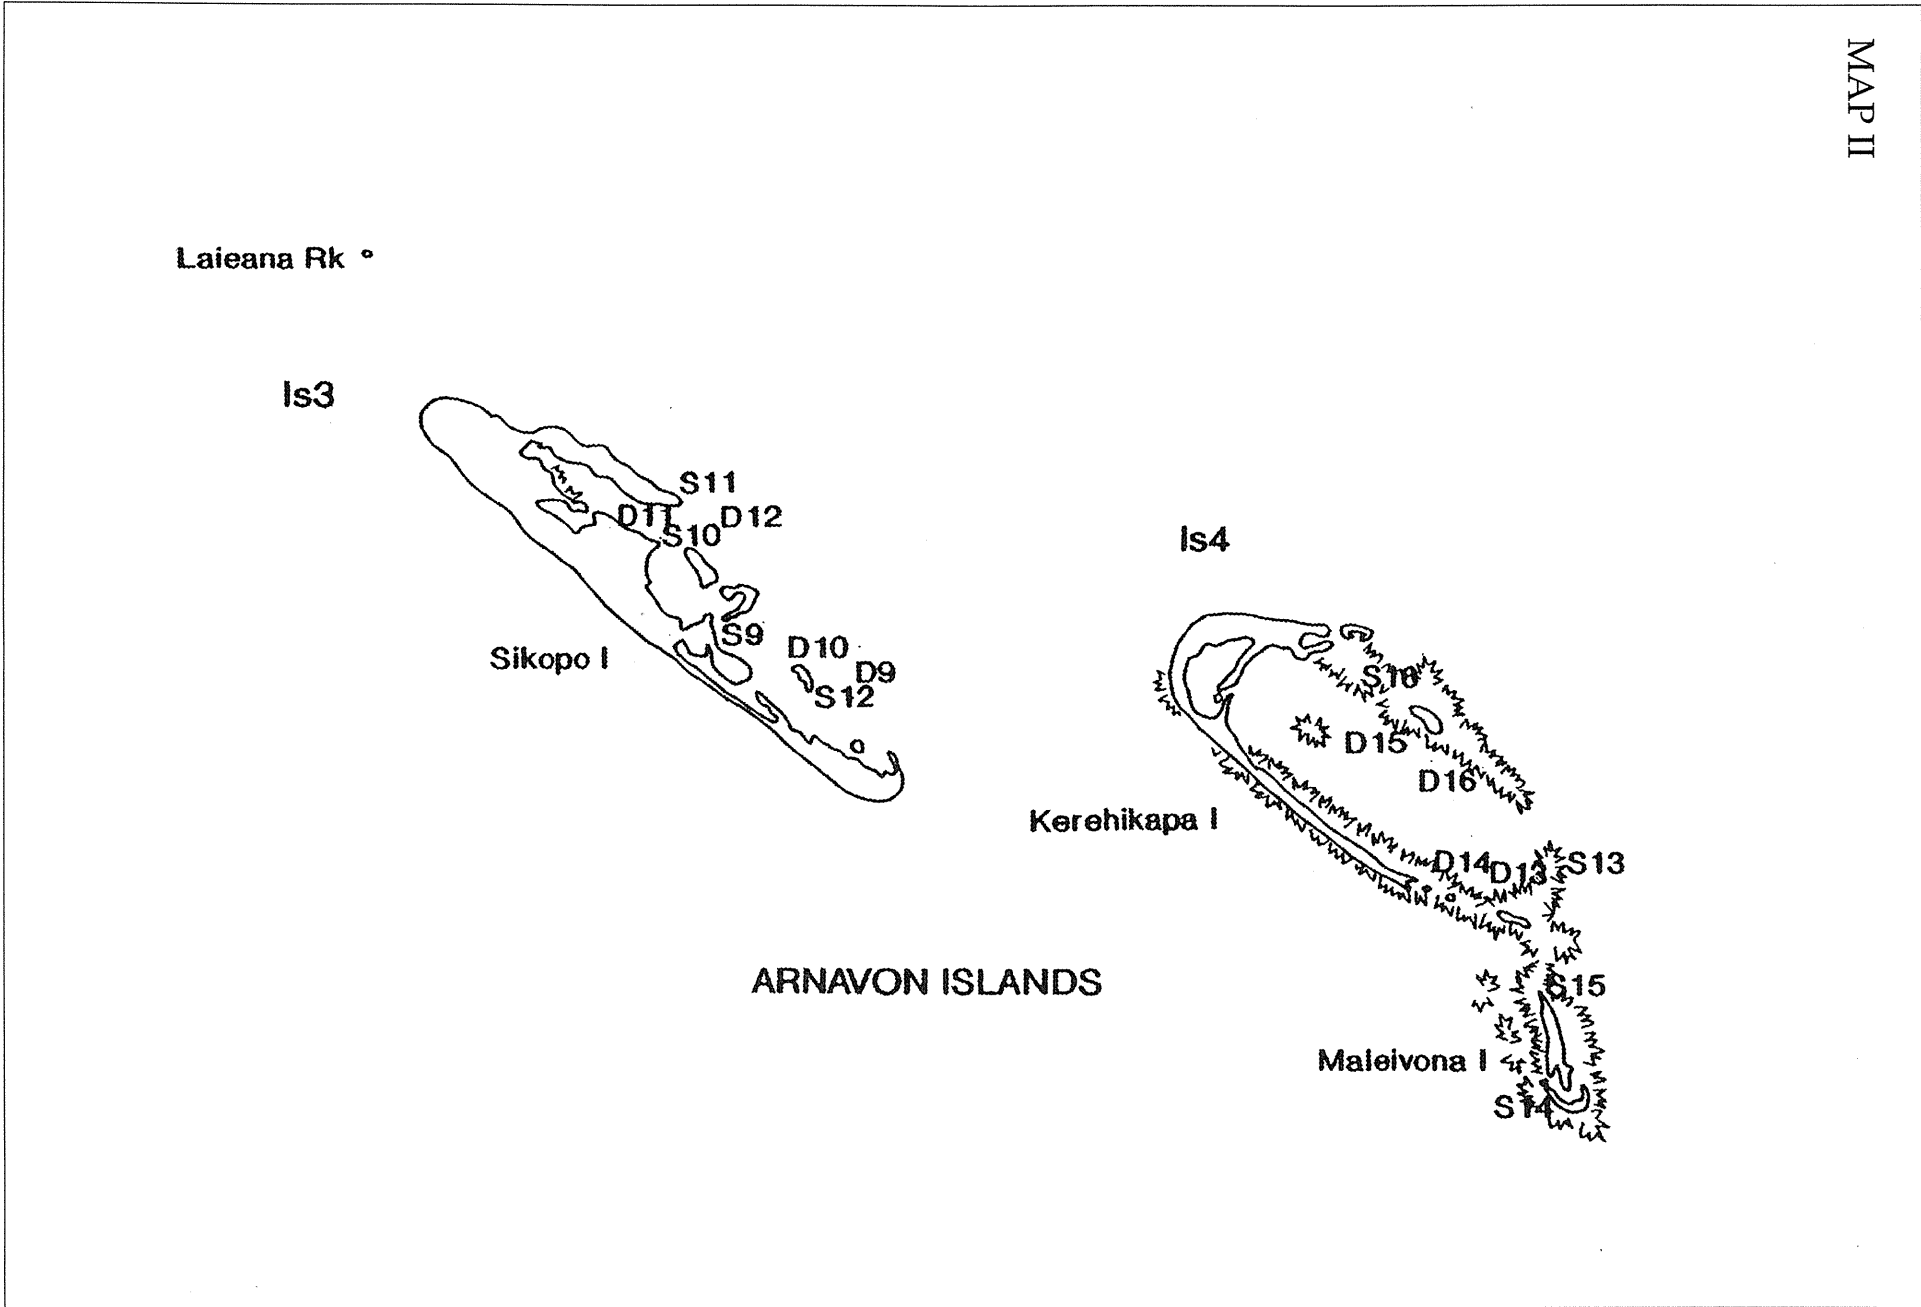 MAP II
Laieana Rk
Is3
S11
D11
D12
S10
Is4
S9
D10
Sikopo I
D9
S12
D15
D16
Kerehikapa I
D14
D13
S13
ARNAVON ISLANDS
S15
Maleivona I
S14